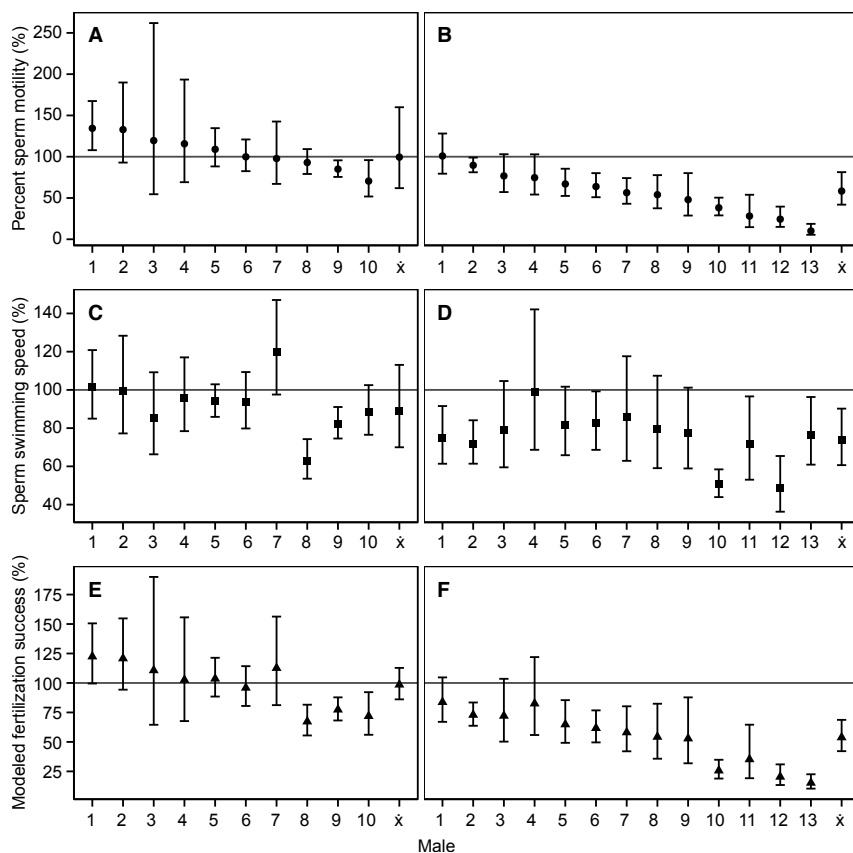 A
B
Percent sperm motility (%)
250
200
150
100
50
0
1 2 3 4 5 6 7 8 9 10 ẋ
1 2 3 4 5 6 7 8 9 10 11 12 13 ẋ
C
D
Sperm swimming speed (%)
140
120
100
80
60
40
1 2 3 4 5 6 7 8 9 10 ẋ
1 2 3 4 5 6 7 8 9 10 11 12 13 ẋ
E
F
Modeled fertilization success (%)
175
150
125
100
75
50
25
1 2 3 4 5 6 7 8 9 10 ẋ
1 2 3 4 5 6 7 8 9 10 11 12 13 ẋ
Male